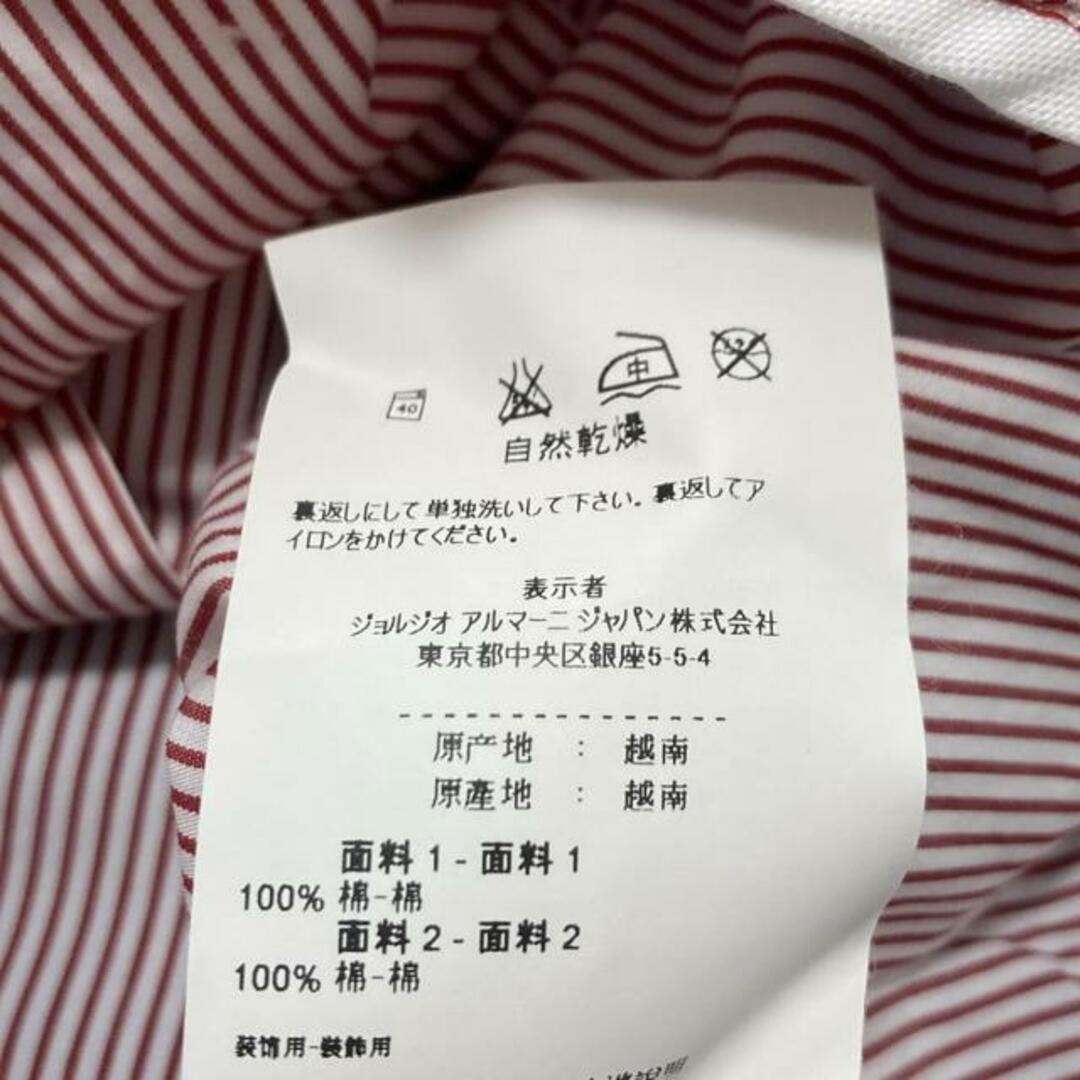 40
中
自然乾燥
裏返しにして単独洗いして下さい。裏返してア
イロンをかけてください。
表示者
ジョルジオ アルマーニ ジャパン株式会社
東京都中央区銀座5-5-4
原产地 : 越南
原產地 : 越南
面料 1 - 面料 1
100% 棉-棉
面料 2 - 面料 2
100% 棉-棉
装饰用-裝飾用